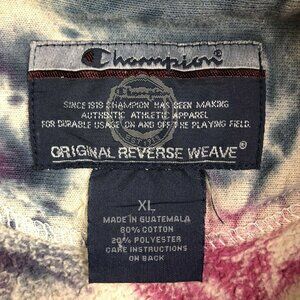 Champion®
SINCE 1919 CHAMPION HAS BEEN MAKING
AUTHENTIC ATHLETIC APPAREL
FOR DURABLE USAGE ON AND OFF THE PLAYING FIELD.
ORIGINAL REVERSE WEAVE®
XL
MADE IN GUATEMALA
80% COTTON
20% POLYESTER
CARE INSTRUCTIONS
ON BACK